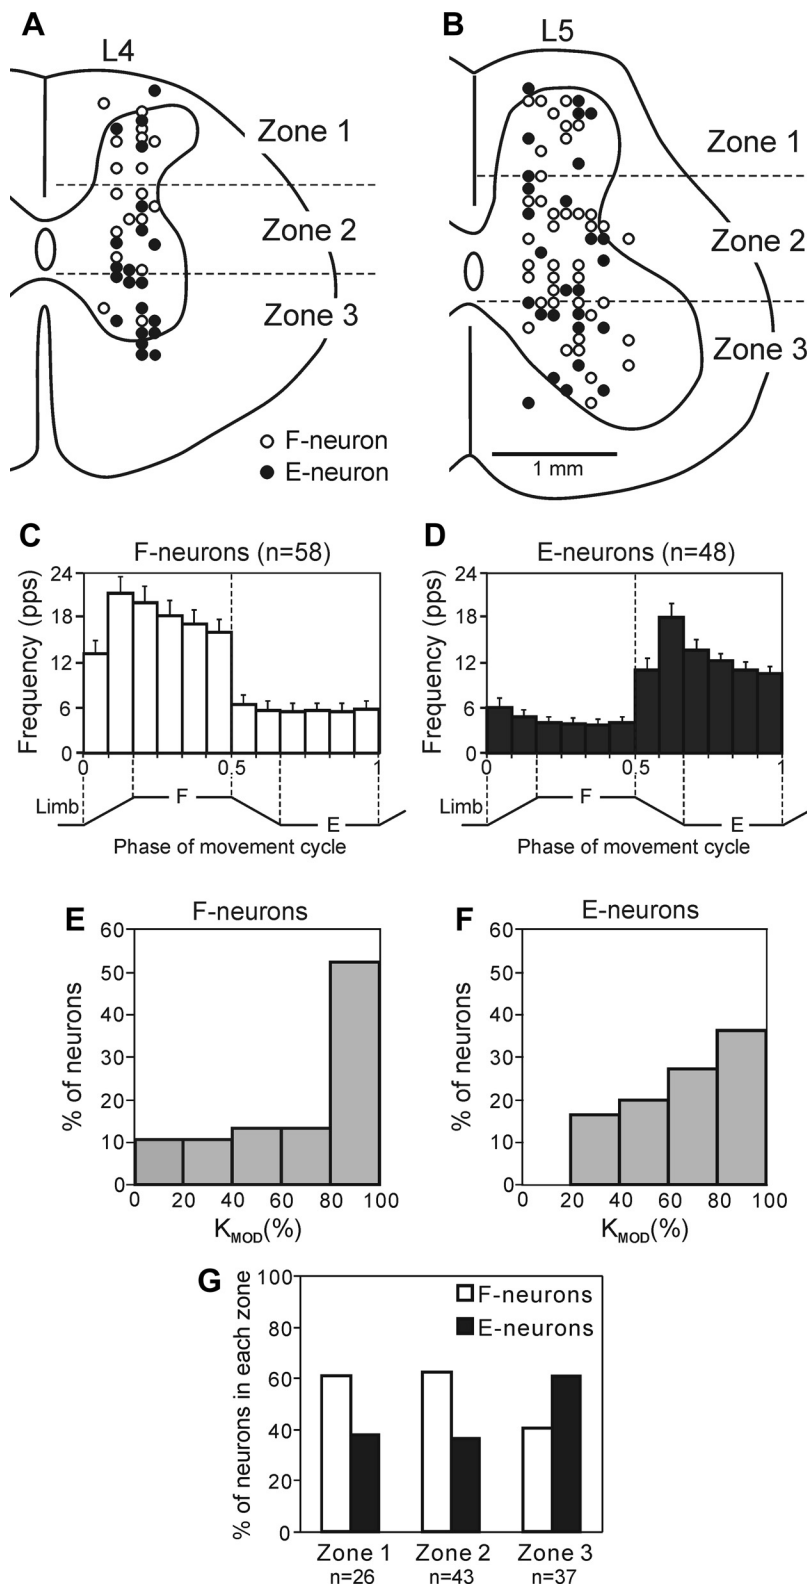 A
B
L4
L5
Zone 1
Zone 1
Zone 2
Zone 2
Zone 3
Zone 3
F-neuron
E-neuron
1 mm
C
F-neurons (n=58)
Frequency (pps)
24
18
12
6
0
0
0.5
1
Limb
F
E
Phase of movement cycle
D
E-neurons (n=48)
Frequency (pps)
24
18
12
6
0
0
0.5
1
Limb
F
E
Phase of movement cycle
E
F-neurons
% of neurons
60
50
40
30
20
10
0
0 20 40 60 80 100
KMOD(%)
F
E-neurons
% of neurons
60
50
40
30
20
10
0
0 20 40 60 80 100
KMOD(%)
G
% of neurons in each zone
100
80
60
40
20
0
F-neurons
E-neurons
Zone 1 Zone 2 Zone 3
n=26 n=43 n=37